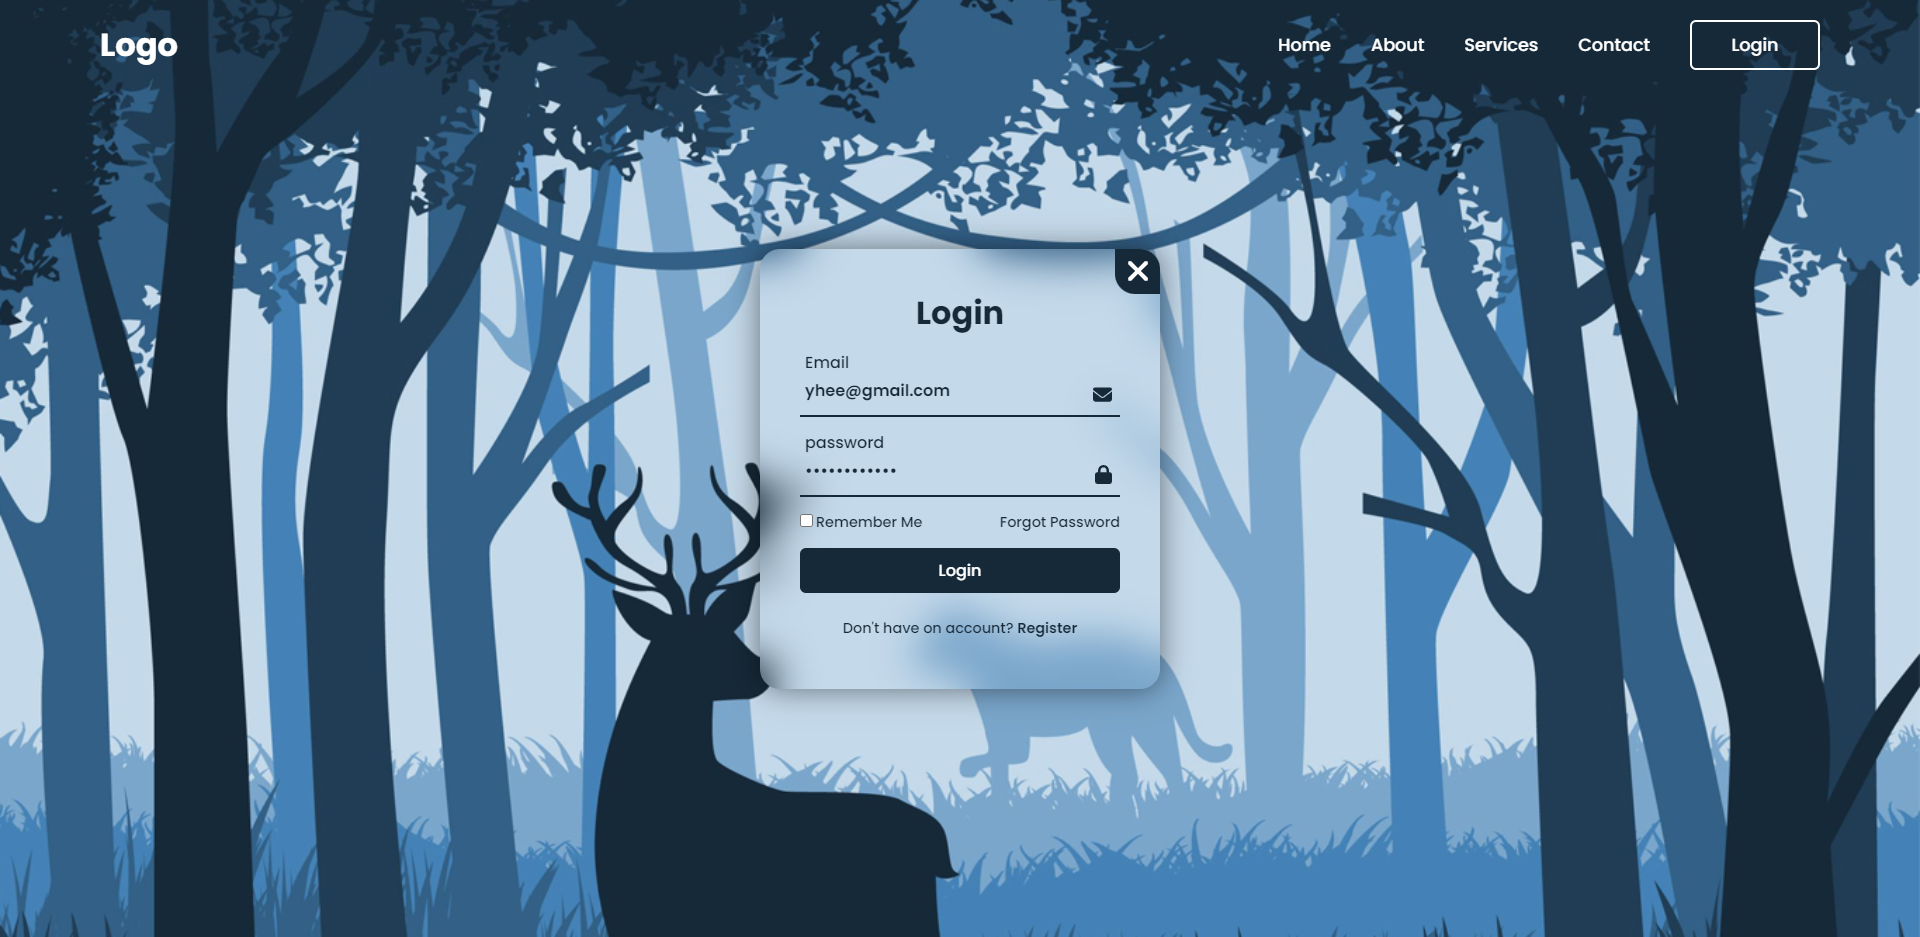 Logo
Home About Services Contact Login
Login
Email
yhee@gmail.com
password
••••••••••••
Remember Me Forgot Password
Login
Don't have on account? Register